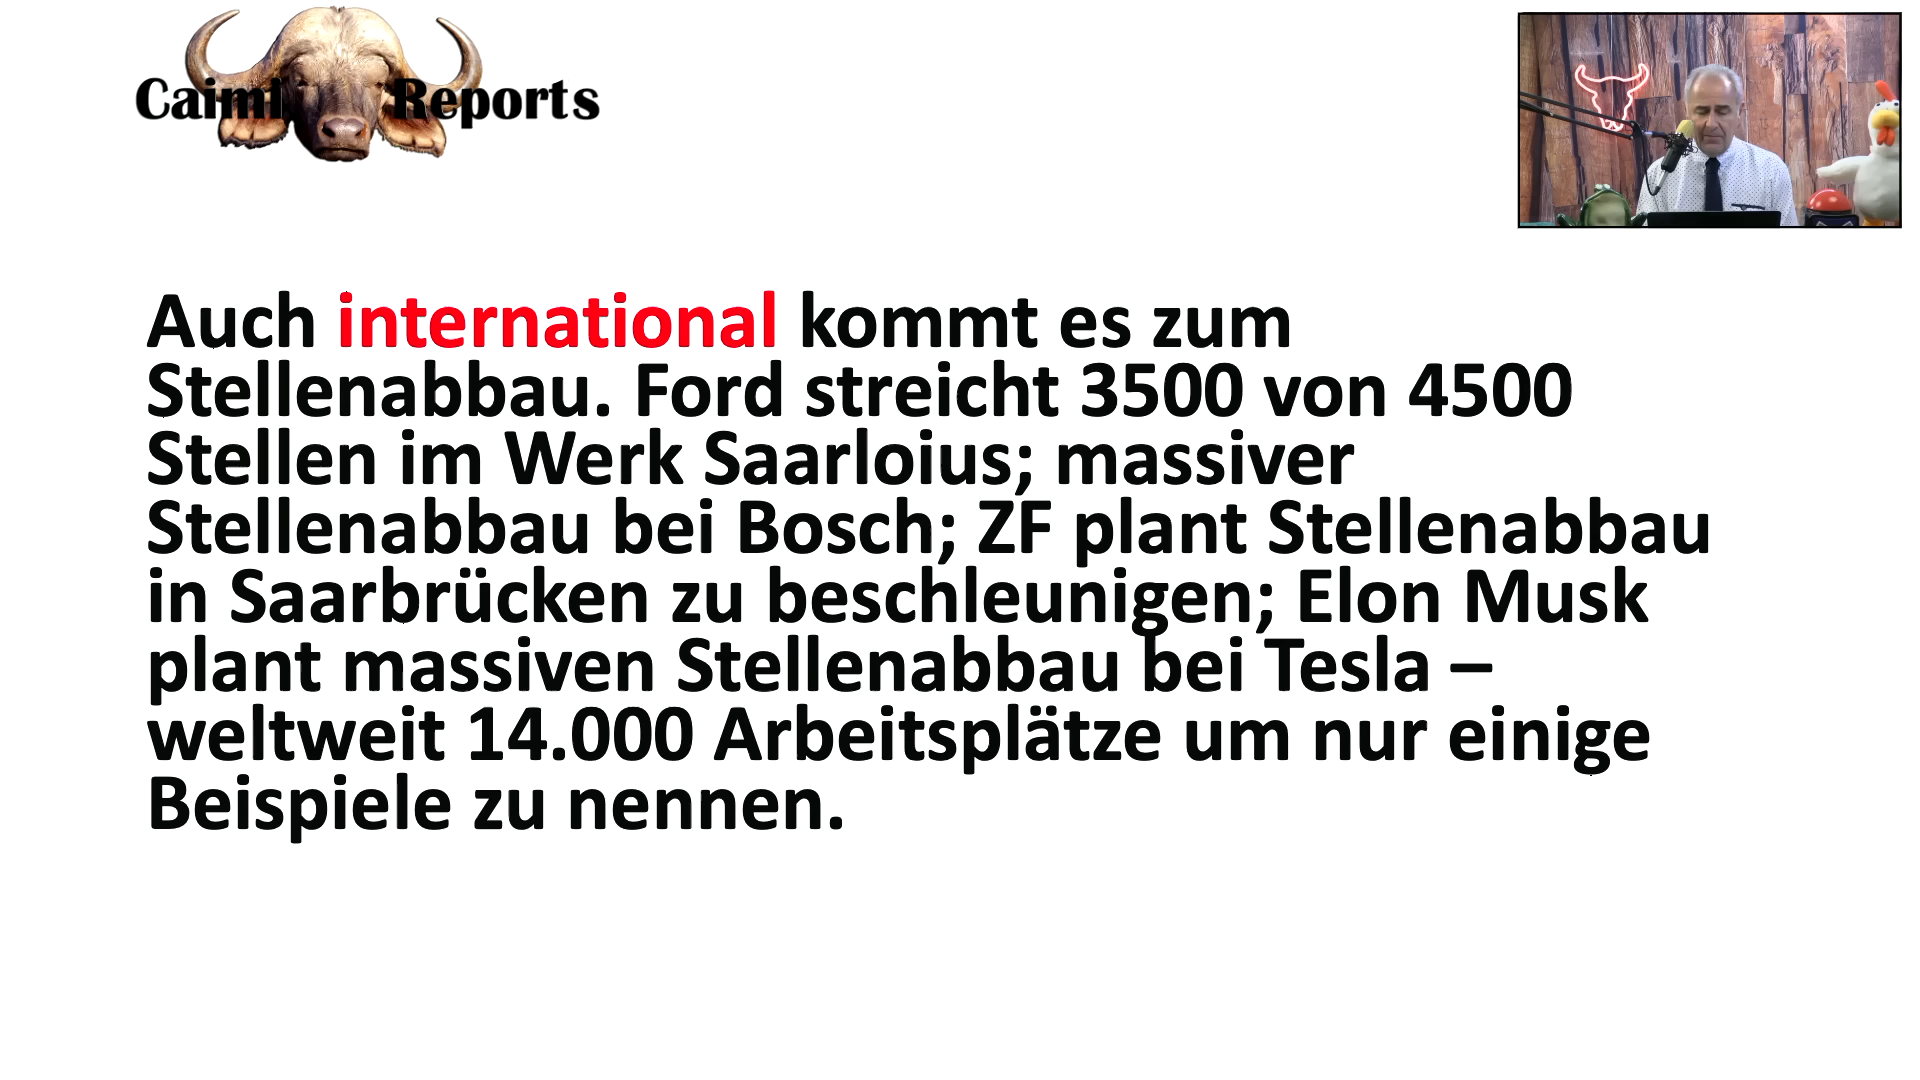 Caiml Reports
Auch international kommt es zum
Stellenabbau. Ford streicht 3500 von 4500
Stellen im Werk Saarloius; massiver
Stellenabbau bei Bosch; ZF plant Stellenabbau
in Saarbrücken zu beschleunigen; Elon Musk
plant massiven Stellenabbau bei Tesla –
weltweit 14.000 Arbeitsplätze um nur einige
Beispiele zu nennen.